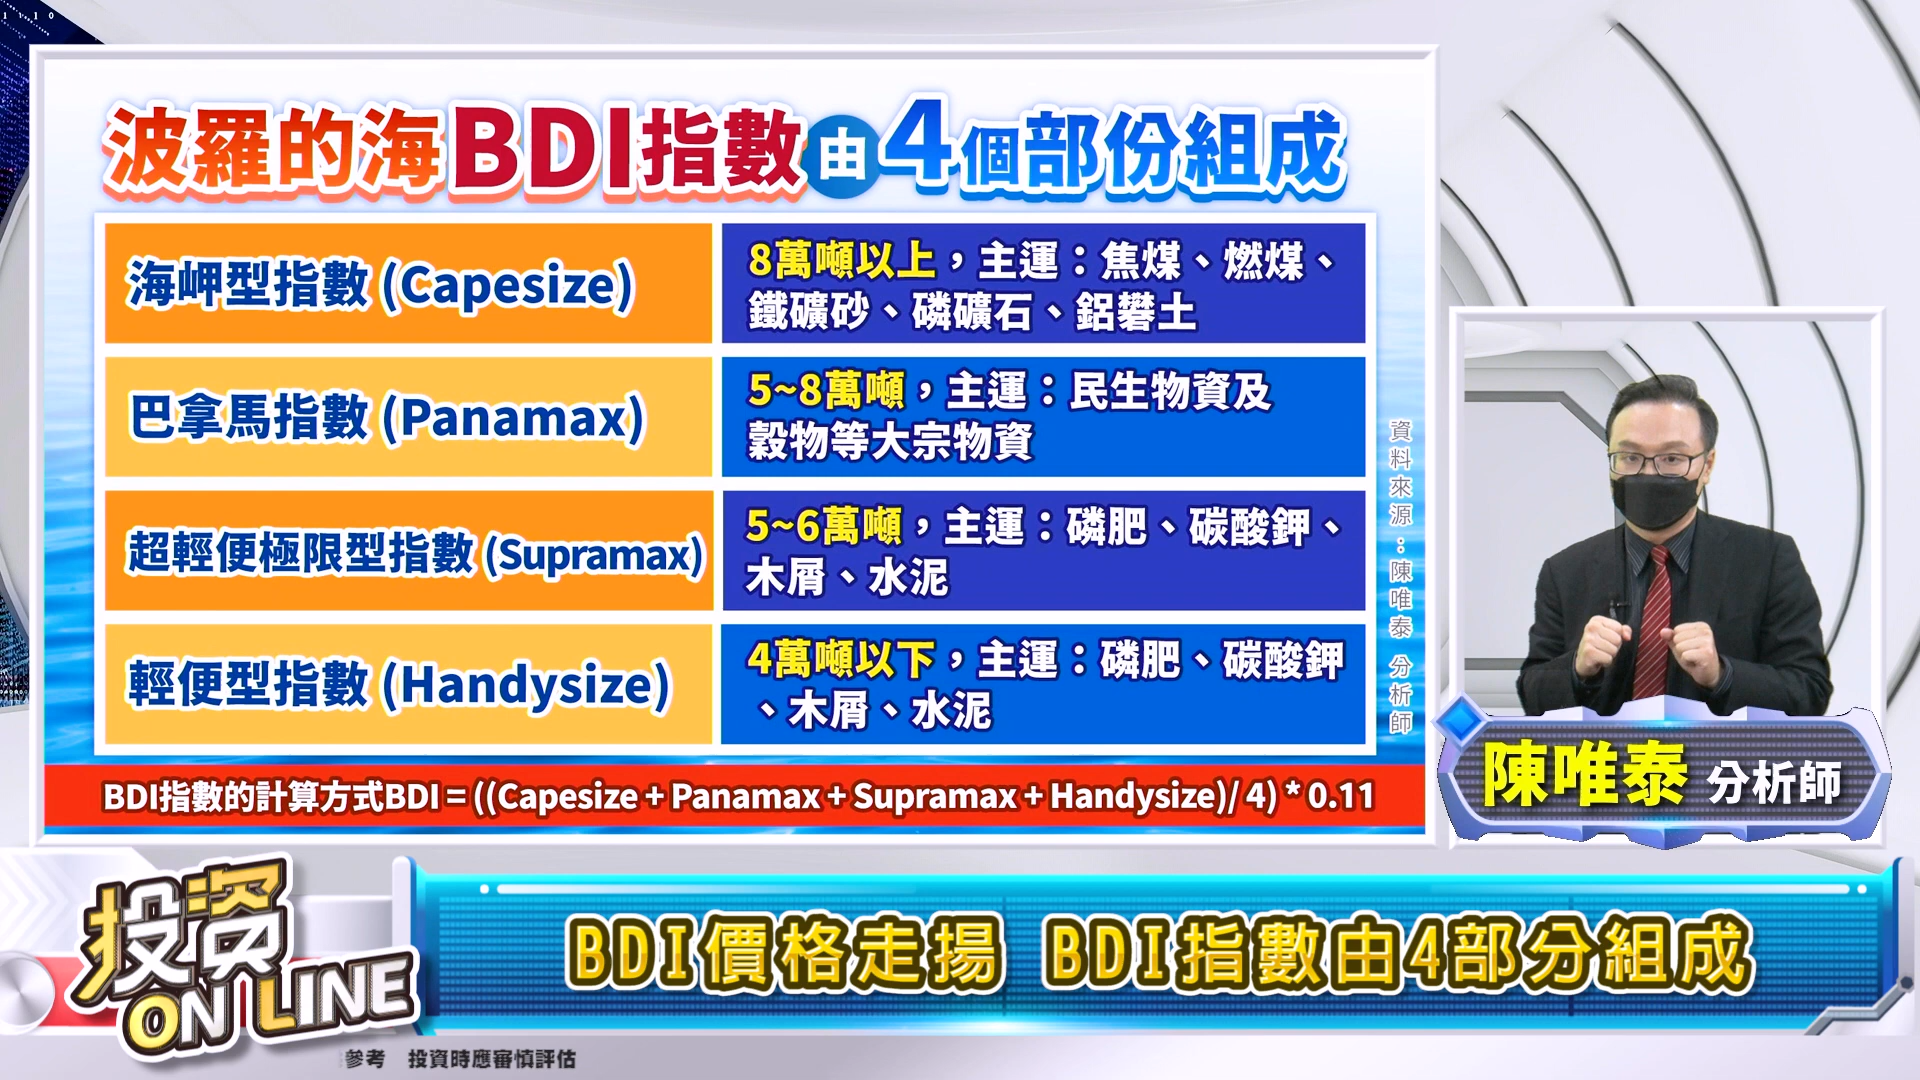 1 1 1 0
波羅的海BDI指數由4個部份組成
海岬型指數 (Capesize)
8萬噸以上，主運：焦煤、燃煤、
鐵礦砂、磷礦石、鋁礬土
巴拿馬指數 (Panamax)
5~8萬噸，主運：民生物資及
穀物等大宗物資
超輕便極限型指數 (Supramax)
5~6萬噸，主運：磷肥、碳酸鉀、
木屑、水泥
輕便型指數 (Handysize)
4萬噸以下，主運：磷肥、碳酸鉀
、木屑、水泥
資料來源：陳唯泰 分析師
BDI指數的計算方式BDI = ((Capesize + Panamax + Supramax + Handysize)/ 4) * 0.11
陳唯泰 分析師
投資
ON LINE
BDI價格走揚 BDI指數由4部分組成
參考 投資時應審慎評估